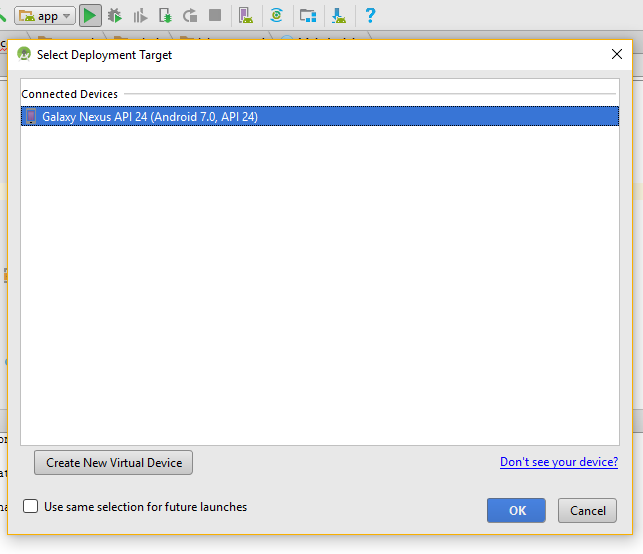 app
?
Select Deployment Target
Connected Devices
Galaxy Nexus API 24 (Android 7.0, API 24)
Create New Virtual Device
Don't see your device?
Use same selection for future launches
OK
Cancel